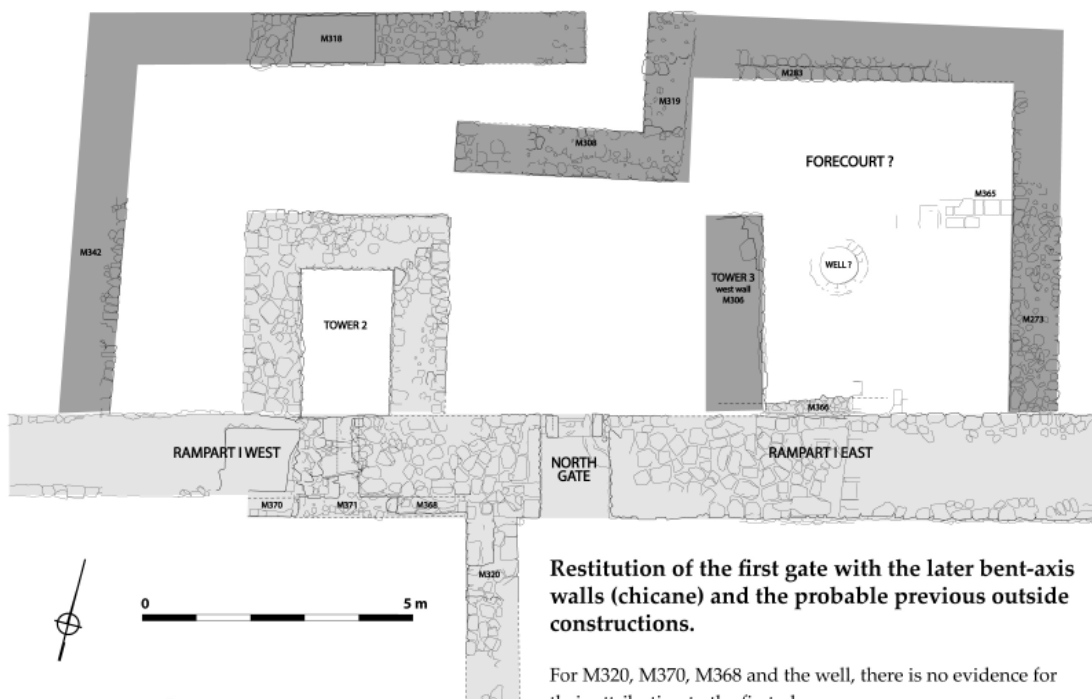 M318
M283
M319
M308
FORECOURT ?
M365
M342
WELL ?
TOWER 3
west wall
M306
TOWER 2
M273
M366
RAMPART I WEST
NORTH
GATE
RAMPART I EAST
M370
M371
M368
M320
0
5 m
Restitution of the first gate with the later bent-axis
walls (chicane) and the probable previous outside
constructions.
For M320, M370, M368 and the well, there is no evidence for